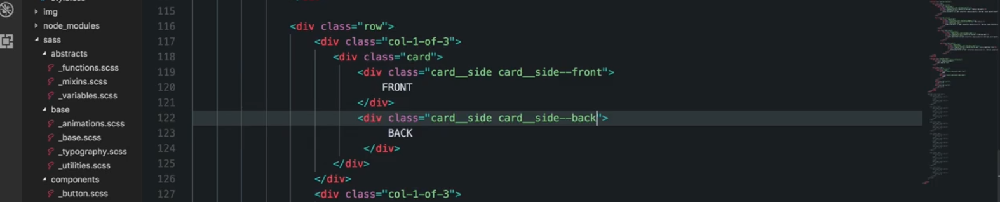 img
node_modules
sass
abstracts
_functions.scss
_mixins.scss
_variables.scss
base
_animations.scss
_base.scss
_typography.scss
_utilities.scss
components
_button.scss
115
116 <div class="row">
117 <div class="col-1-of-3">
118 <div class="card">
119 <div class="card__side card__side--front">
120 FRONT
121 </div>
122 <div class="card__side card__side--back">
123 BACK
124 </div>
125 </div>
126 </div>
127 <div class="col-1-of-3">